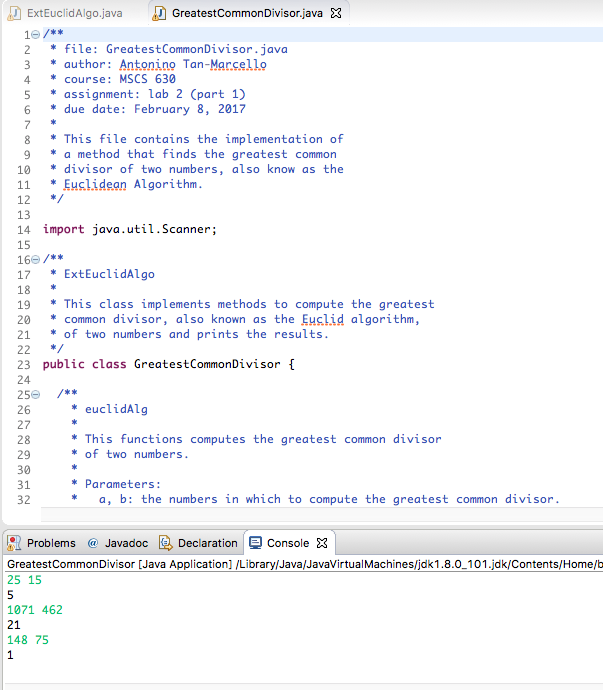 ExtEuclidAlgo.java GreatestCommonDivisor.java
1 /**
2 * file: GreatestCommonDivisor.java
3 * author: Antonino Tan-Marcello
4 * course: MSCS 630
5 * assignment: lab 2 (part 1)
6 * due date: February 8, 2017
7 *
8 * This file contains the implementation of
9 * a method that finds the greatest common
10 * divisor of two numbers, also know as the
11 * Euclidean Algorithm.
12 */
13
14 import java.util.Scanner;
15
16 /**
17 * ExtEuclidAlgo
18 *
19 * This class implements methods to compute the greatest
20 * common divisor, also known as the Euclid algorithm,
21 * of two numbers and prints the results.
22 */
23 public class GreatestCommonDivisor {
24
25 /**
26 * euclidAlg
27 *
28 * This functions computes the greatest common divisor
29 * of two numbers.
30 *
31 * Parameters:
32 * a, b: the numbers in which to compute the greatest common divisor.
Problems @ Javadoc Declaration Console
GreatestCommonDivisor [Java Application] /Library/Java/JavaVirtualMachines/jdk1.8.0_101.jdk/Contents/Home/b
25 15
5
1071 462
21
148 75
1